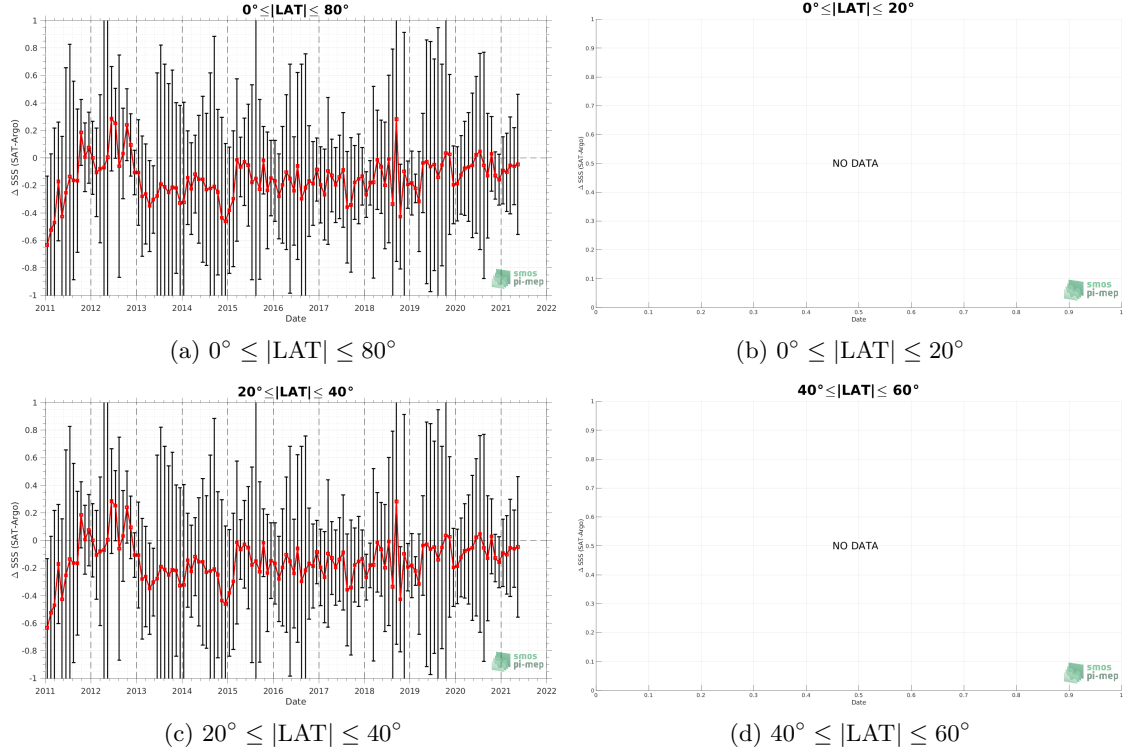 0°≤|LAT|≤ 80°
1
0.8
0.6
0.4
0.2
0
-0.2
-0.4
-0.6
-0.8
-1
Δ SSS (SAT-Argo)
2011 2012 2013 2014 2015 2016 2017 2018 2019 2020 2021 2022
Date
smos
pi-mep
(a) 0° ≤ |LAT| ≤ 80°
0°≤|LAT|≤ 20°
1
0.9
0.8
0.7
0.6
0.5
0.4
0.3
0.2
0.1
0
Δ SSS (SAT-Argo)
NO DATA
0 0.1 0.2 0.3 0.4 0.5 0.6 0.7 0.8 0.9 1
Date
smos
pi-mep
(b) 0° ≤ |LAT| ≤ 20°
20°≤|LAT|≤ 40°
1
0.8
0.6
0.4
0.2
0
-0.2
-0.4
-0.6
-0.8
-1
Δ SSS (SAT-Argo)
2011 2012 2013 2014 2015 2016 2017 2018 2019 2020 2021 2022
Date
smos
pi-mep
(c) 20° ≤ |LAT| ≤ 40°
40°≤|LAT|≤ 60°
1
0.9
0.8
0.7
0.6
0.5
0.4
0.3
0.2
0.1
0
Δ SSS (SAT-Argo)
NO DATA
0 0.1 0.2 0.3 0.4 0.5 0.6 0.7 0.8 0.9 1
Date
smos
pi-mep
(d) 40° ≤ |LAT| ≤ 60°